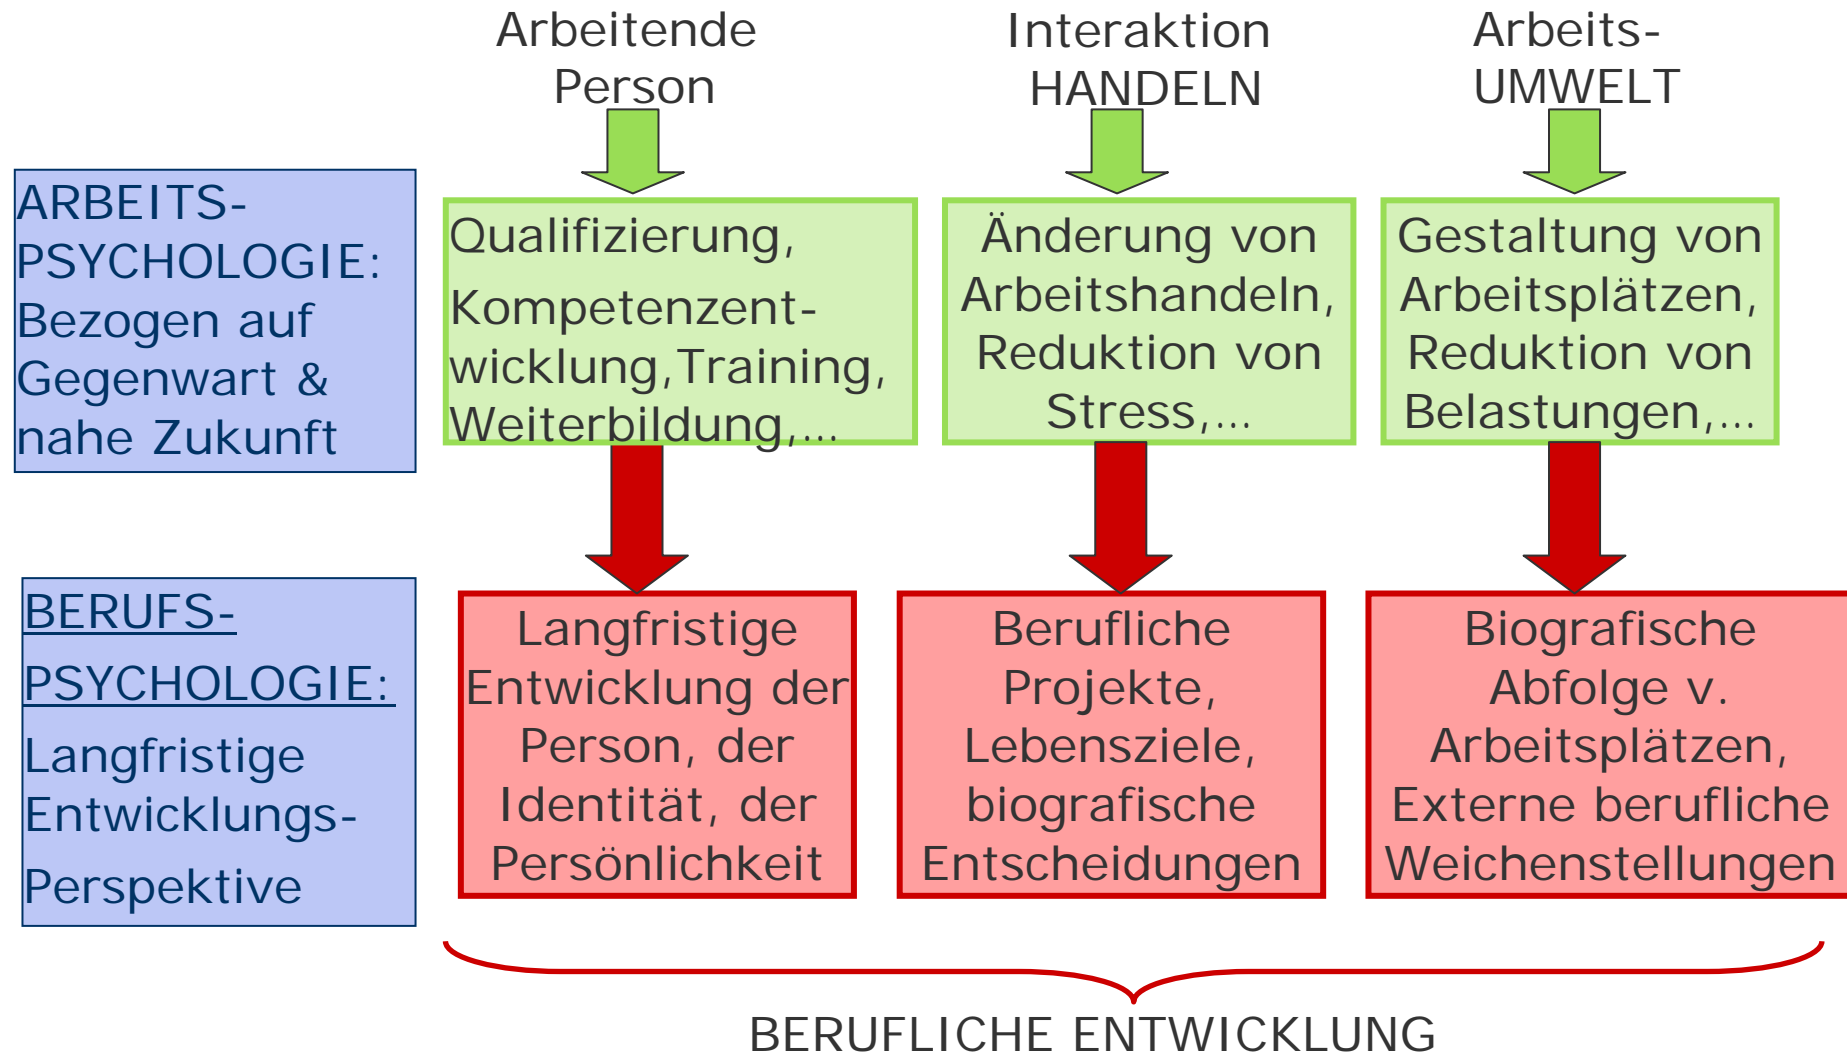 Arbeitende
Person
Interaktion
HANDELN
Arbeits-
UMWELT
ARBEITS-
PSYCHOLOGIE:
Bezogen auf
Gegenwart &
nahe Zukunft
Qualifizierung,
Kompetenzent-
wicklung,Training,
Weiterbildung,...
Änderung von
Arbeitshandeln,
Reduktion von
Stress,...
Gestaltung von
Arbeitsplätzen,
Reduktion von
Belastungen,...
BERUFS-
PSYCHOLOGIE:
Langfristige
Entwicklungs-
Perspektive
Langfristige
Entwicklung der
Person, der
Identität, der
Persönlichkeit
Berufliche
Projekte,
Lebensziele,
biografische
Entscheidungen
Biografische
Abfolge v.
Arbeitsplätzen,
Externe berufliche
Weichenstellungen
BERUFLICHE ENTWICKLUNG